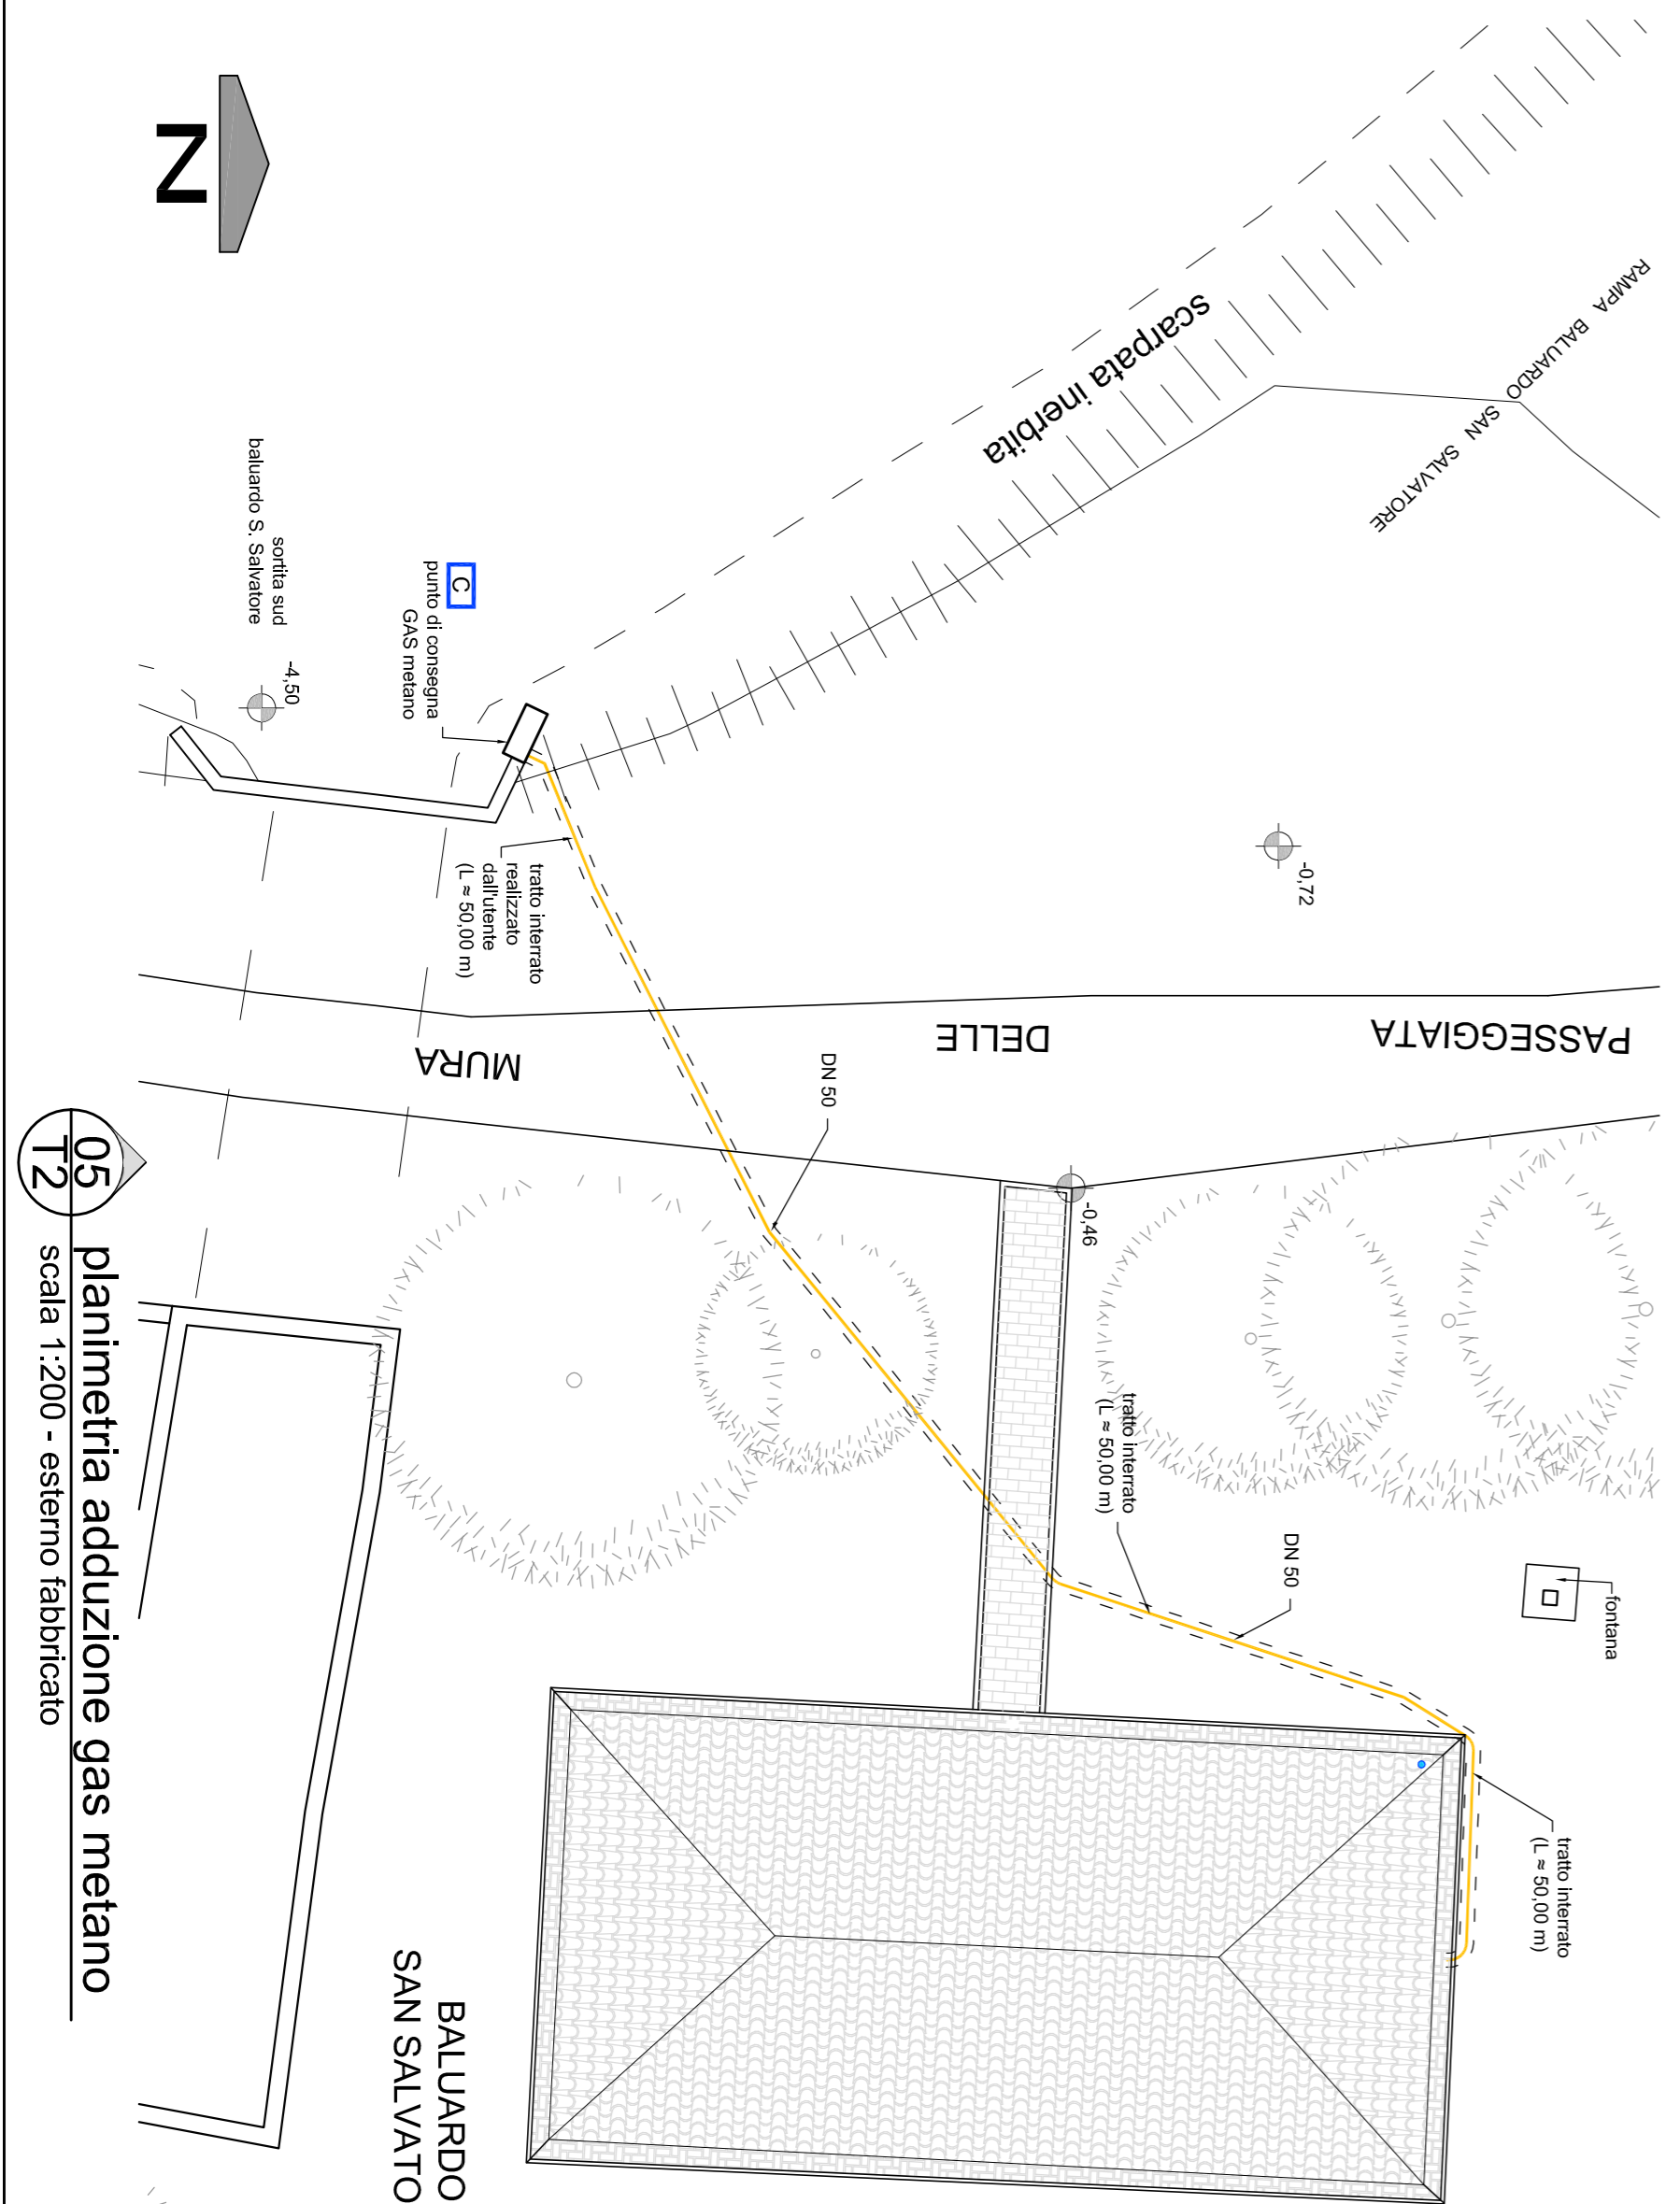 RAMPA BALUARDO SAN SALVATORE
scarpata inerbita
N
sortita sud
baluardo S. Salvatore
-4,50
C
punto di consegna
GAS metano
-0,72
tratto interrato
realizzato
dall'utente
(L ≈ 50,00 m)
PASSEGGIATA DELLE MURA
DN 50
-0,46
tratto interrato
(L ≈ 50,00 m)
DN 50
fontana
tratto interrato
(L ≈ 50,00 m)
BALUARDO
SAN SALVATO
05
T2
planimetria adduzione gas metano
scala 1:200 - esterno fabbricato